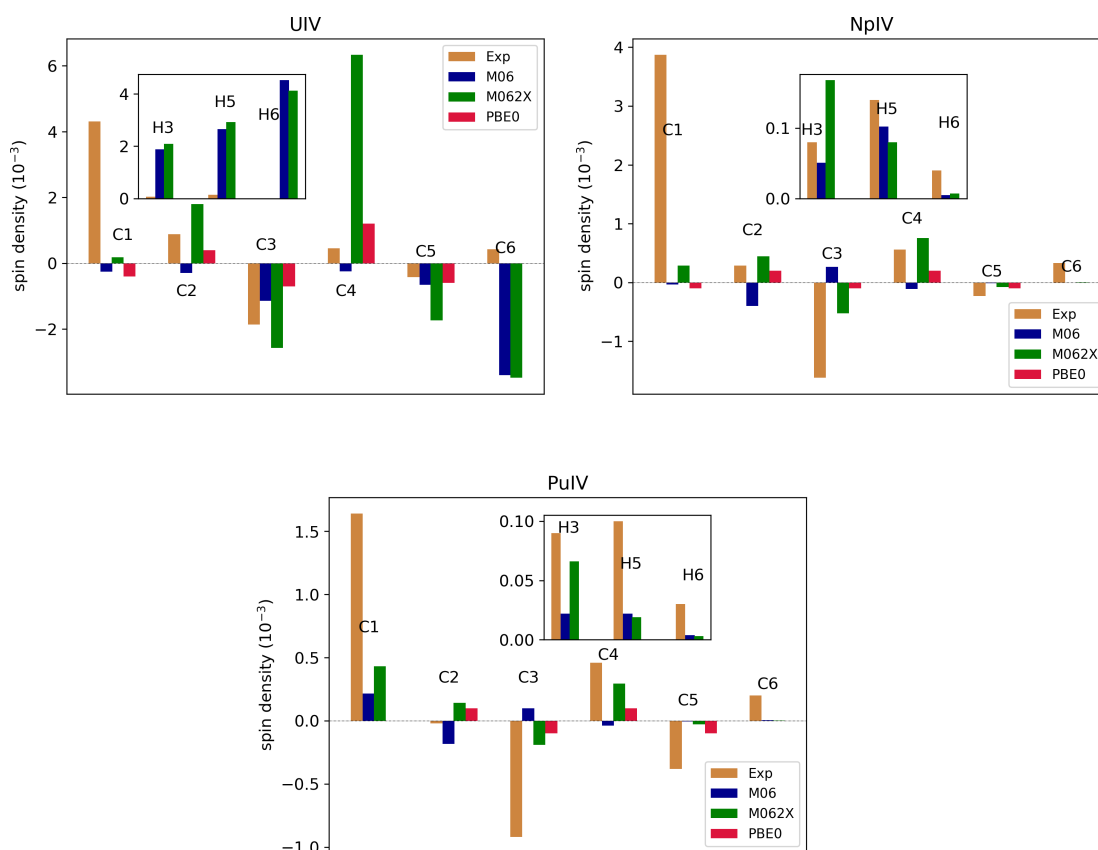 UIV
spin density (10⁻³)
6
4
2
0
−2
Exp
M06
M062X
PBE0
4
2
0
H3
H5
H6
C1
C2
C3
C4
C5
C6
NpIV
spin density (10⁻³)
4
3
2
1
0
−1
0.1
0.0
H3
H5
H6
C1
C2
C3
C4
C5
C6
Exp
M06
M062X
PBE0
PuIV
spin density (10⁻³)
1.5
1.0
0.5
0.0
−0.5
−1.0
0.10
0.05
0.00
H3
H5
H6
C1
C2
C3
C4
C5
C6
Exp
M06
M062X
PBE0